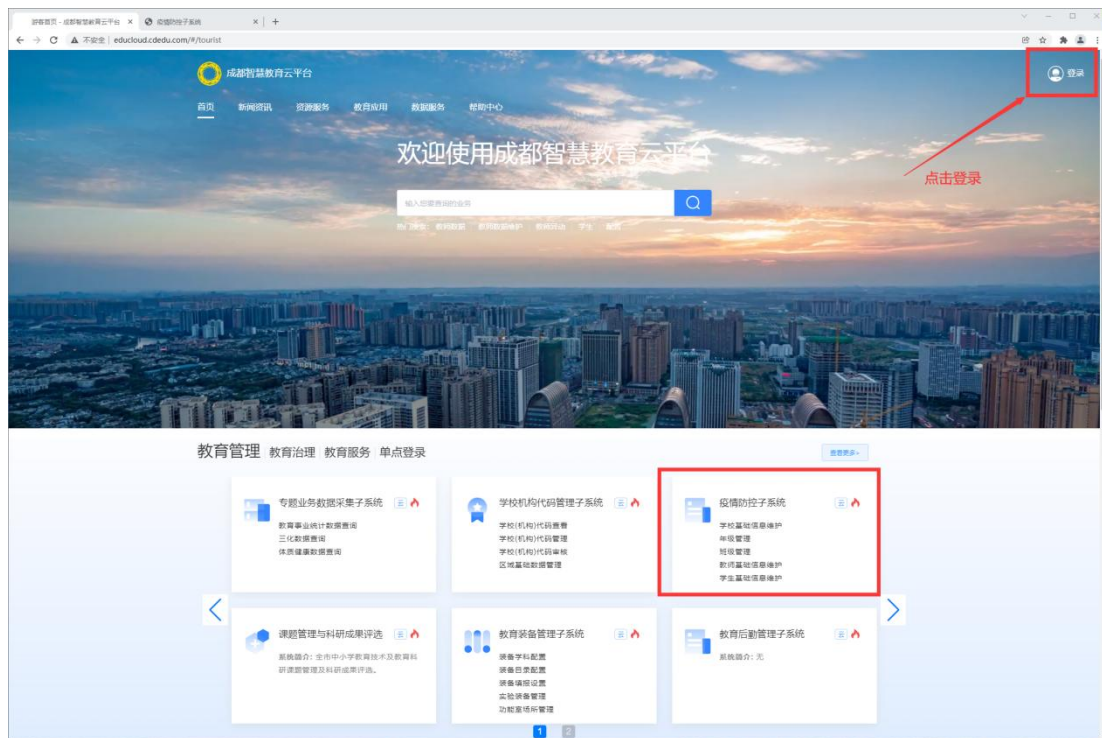 游客首页 - 成都智慧教育云平台
疫情防控子系统
不安全 educloud.cdedu.com/#/tourist
成都智慧教育云平台
登录
首页 新闻资讯 资源服务 教育应用 数据服务 帮助中心
欢迎使用成都智慧教育云平台
点击登录
输入您要查询的业务
教育管理 教育治理 教育服务 单点登录
查看更多>
专题业务数据采集子系统 云
教育事业统计数据查询
三化数据查询
体质健康数据查询
学校机构代码管理子系统 云
学校(机构)代码查看
学校(机构)代码管理
学校(机构)代码审核
区域基础数据管理
疫情防控子系统 云
学校基础信息维护
年级管理
班级管理
教师基础信息维护
学生基础信息维护
课题管理与科研成果评选 云
系统简介: 全市中小学教育技术及教育科
研课题管理及科研成果评选。
教育装备管理子系统 云
装备学科配置
装备目录配置
装备填报设置
实验装备管理
功能室场所管理
教育后勤管理子系统 云
系统简介: 无
1 2